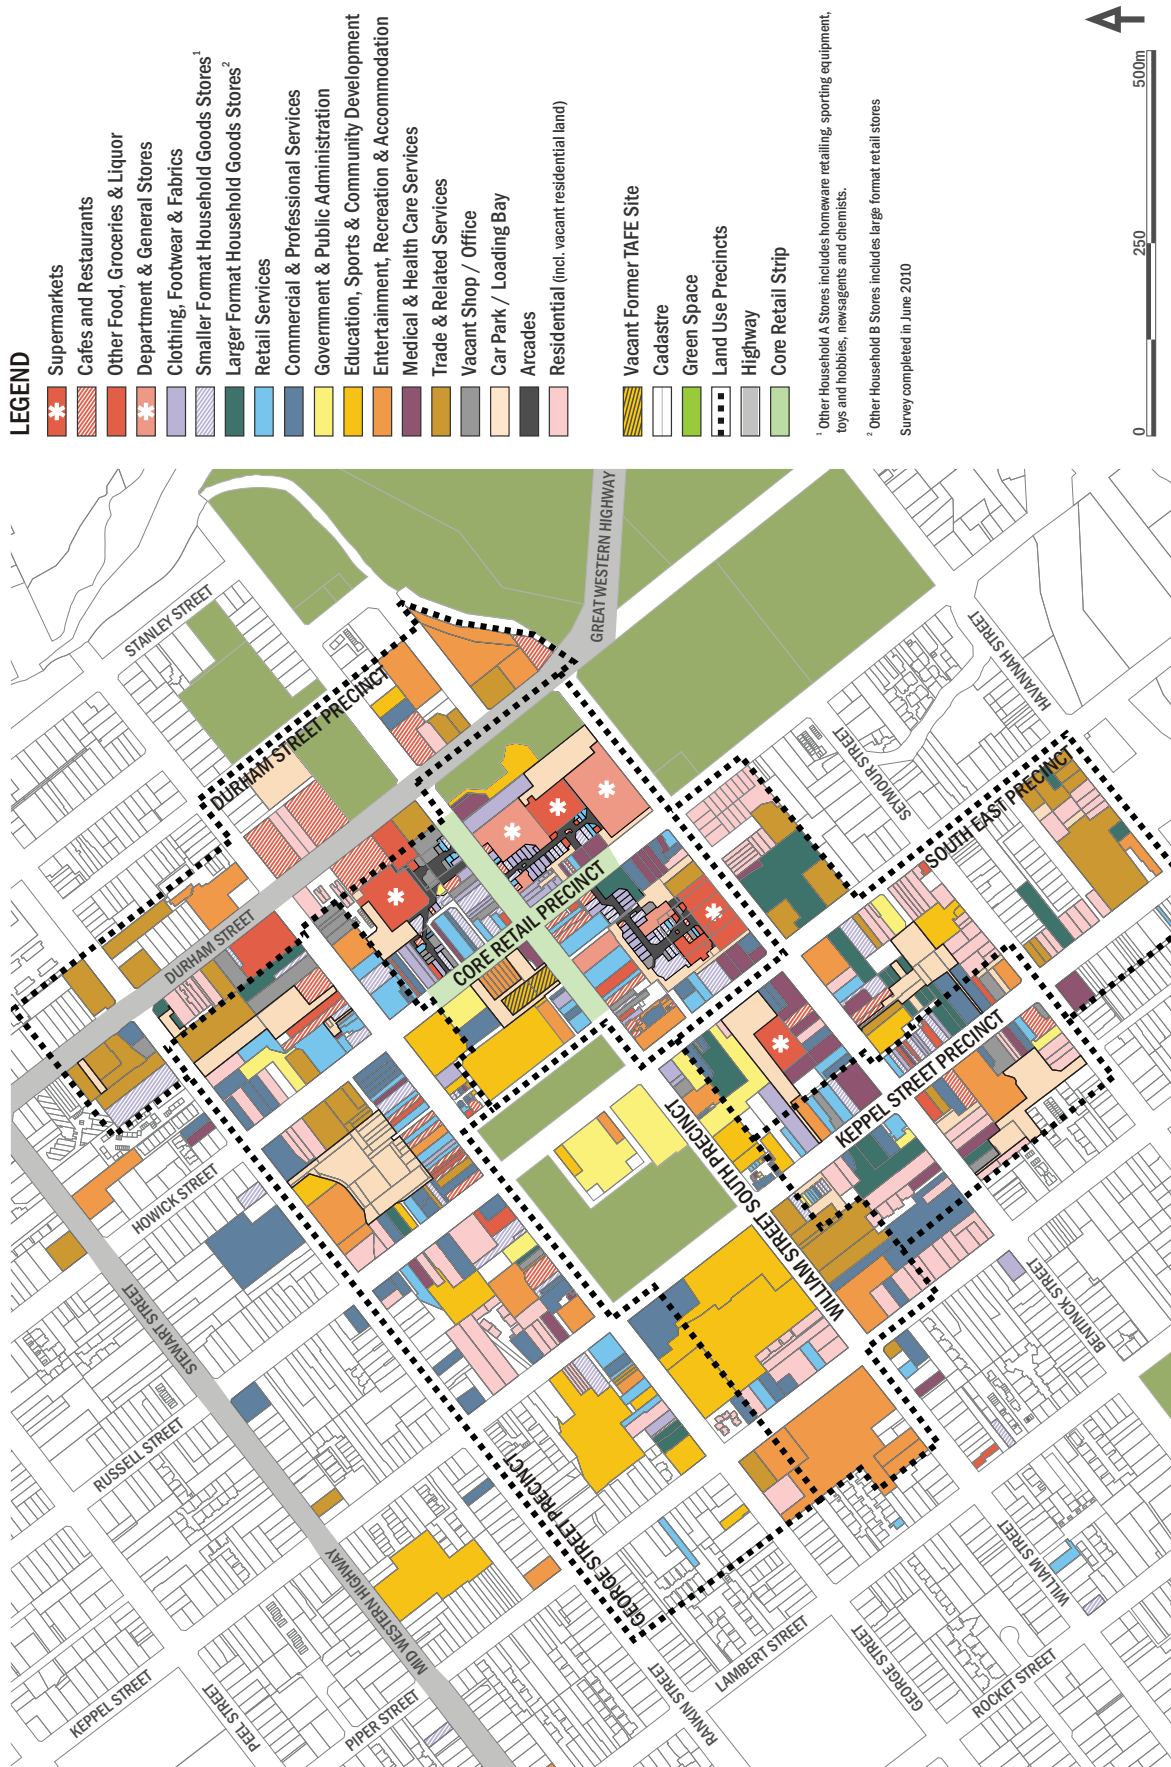 LEGEND
Supermarkets
Cafes and Restaurants
Other Food, Groceries & Liquor
Department & General Stores
Clothing, Footwear & Fabrics
Smaller Format Household Goods Stores¹
Larger Format Household Goods Stores²
Retail Services
Commercial & Professional Services
Government & Public Administration
Education, Sports & Community Development
Entertainment, Recreation & Accommodation
Medical & Health Care Services
Trade & Related Services
Vacant Shop / Office
Car Park / Loading Bay
Arcades
Residential (incl. vacant residential land)
Vacant Former TAFE Site
Cadastre
Green Space
Land Use Precincts
Highway
Core Retail Strip
¹ Other Household A Stores includes homeware retailing, sporting equipment,
toys and hobbies, newsagents and chemists.
² Other Household B Stores includes large format retail stores
Survey completed in June 2010
0
250
500m
STANLEY STREET
DURHAM STREET PRECINCT
GREAT WESTERN HIGHWAY
DURHAM STREET
CORE RETAIL PRECINCT
HAVANNAH STREET
SEYMOUR STREET
SOUTH EAST PRECINCT
HOWICK STREET
KEPPEL STREET PRECINCT
WILLIAM STREET SOUTH PRECINCT
WILLIAM STREET
STEWART STREET
BENTINCK STREET
RUSSELL STREET
GEORGE STREET PRECINCT
MID WESTERN HIGHWAY
WILLIAM STREET
KEPPEL STREET
PEEL STREET
PIPER STREET
RANKIN STREET
LAMBERT STREET
GEORGE STREET
ROCKET STREET